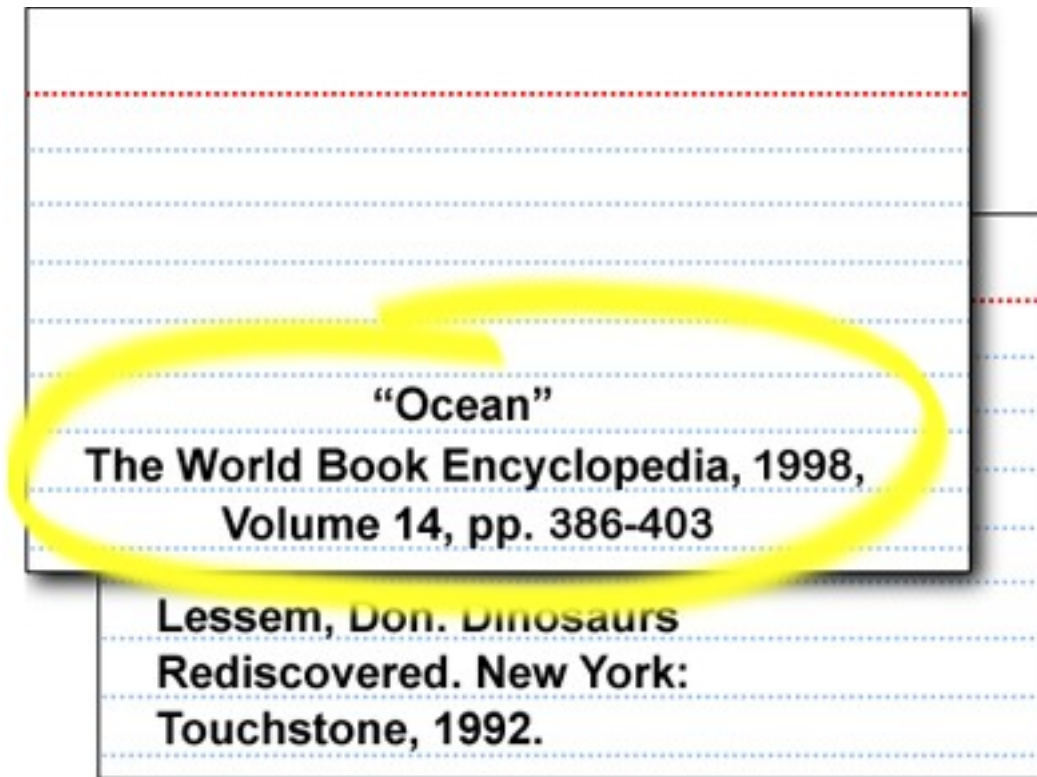 “Ocean”
The World Book Encyclopedia, 1998,
Volume 14, pp. 386-403
Lessem, Don. Dinosaurs
Rediscovered. New York:
Touchstone, 1992.